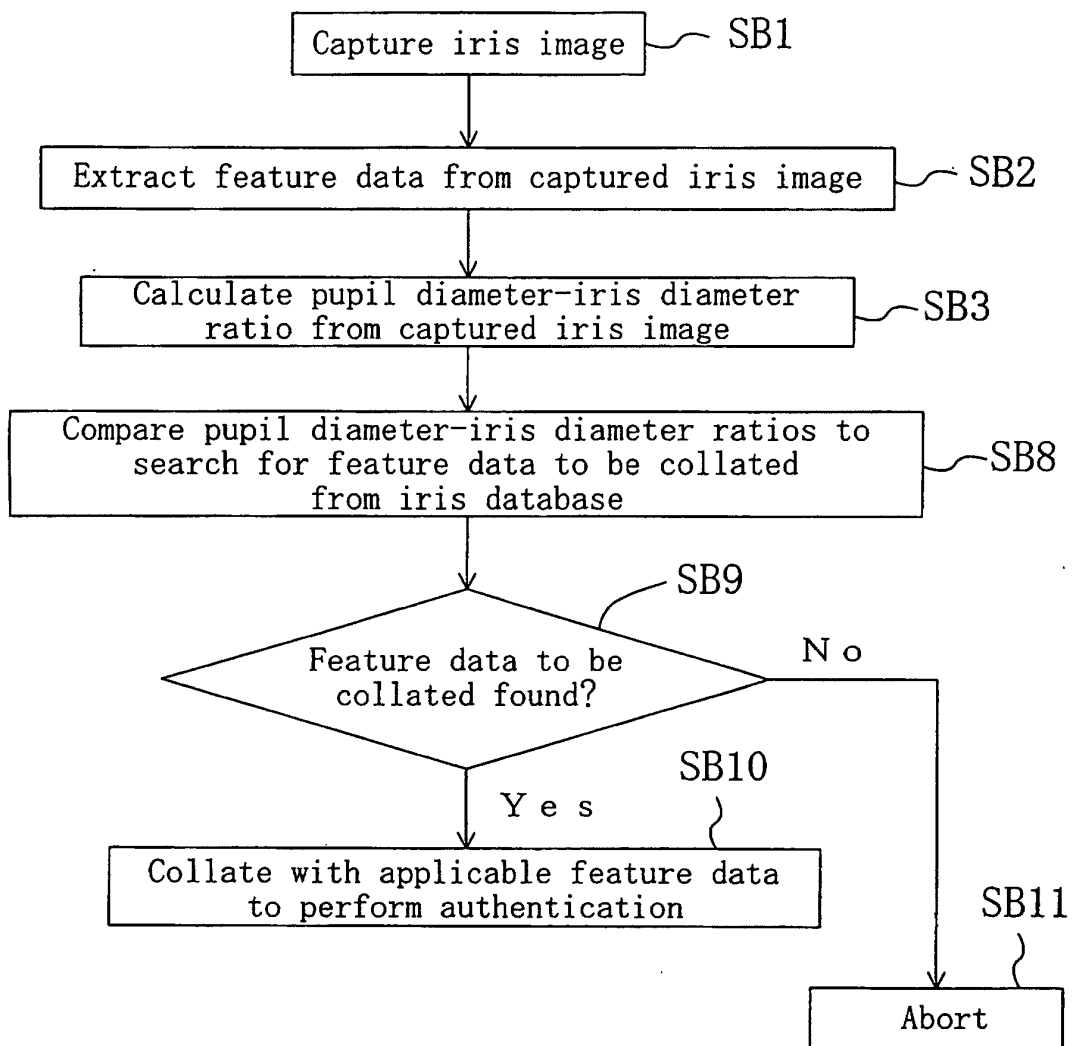 Capture iris image
SB1
Extract feature data from captured iris image
SB2
Calculate pupil diameter-iris diameter
ratio from captured iris image
SB3
Compare pupil diameter-iris diameter ratios to
search for feature data to be collated
from iris database
SB8
SB9
Feature data to be
collated found?
No
Yes
SB10
Collate with applicable feature data
to perform authentication
SB11
Abort